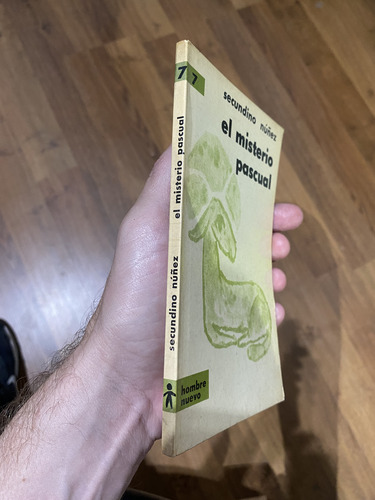 7
el misterio pascual
secundino núñez
7
secundino núñez
el misterio
pascual
hombre
nuevo